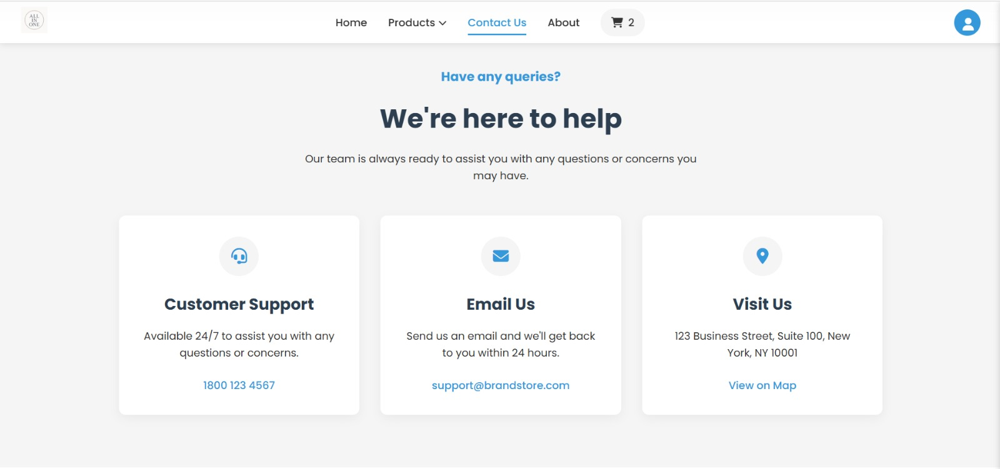 ALL
IN
ONE
Home Products Contact Us About 2
Have any queries?
We're here to help
Our team is always ready to assist you with any questions or concerns you
may have.
Customer Support
Available 24/7 to assist you with any
questions or concerns.
1800 123 4567
Email Us
Send us an email and we'll get back
to you within 24 hours.
support@brandstore.com
Visit Us
123 Business Street, Suite 100, New
York, NY 10001
View on Map